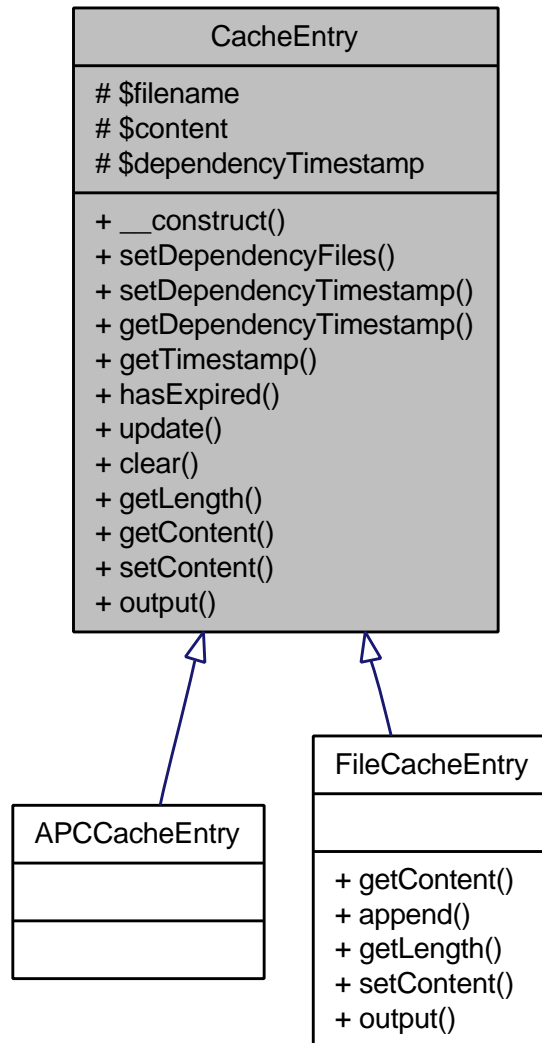 CacheEntry
# $filename
# $content
# $dependencyTimestamp
+ __construct()
+ setDependencyFiles()
+ setDependencyTimestamp()
+ getDependencyTimestamp()
+ getTimestamp()
+ hasExpired()
+ update()
+ clear()
+ getLength()
+ getContent()
+ setContent()
+ output()
APCCacheEntry
FileCacheEntry
+ getContent()
+ append()
+ getLength()
+ setContent()
+ output()